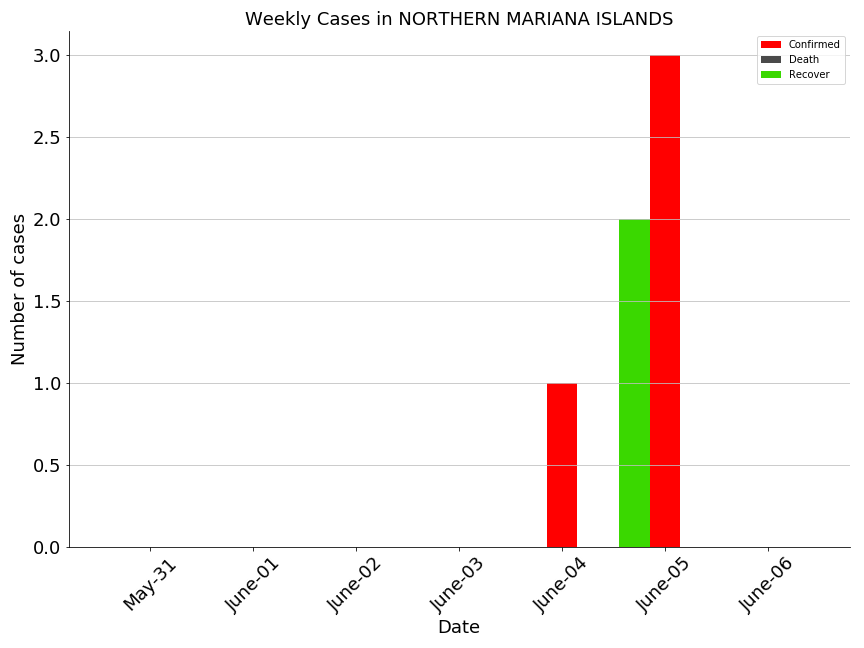 Weekly Cases in NORTHERN MARIANA ISLANDS
Confirmed
Death
Recover
3.0
2.5
2.0
1.5
1.0
0.5
0.0
Number of cases
May-31
June-01
June-02
June-03
June-04
June-05
June-06
Date